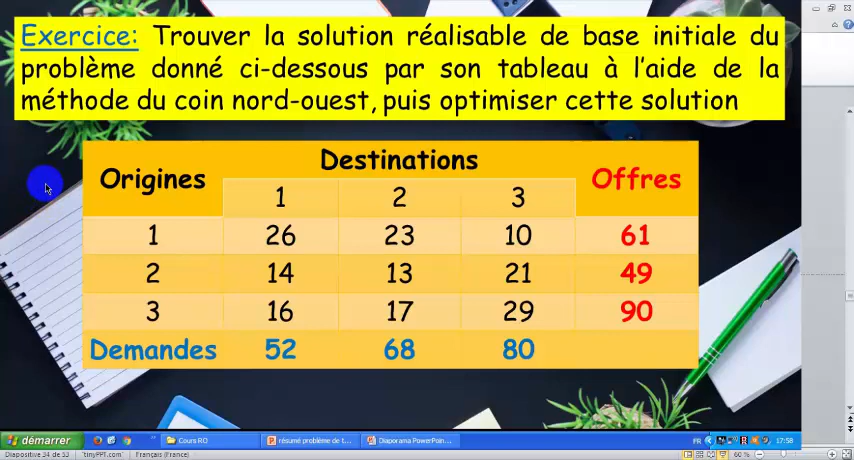 Exercice: Trouver la solution réalisable de base initiale du
problème donné ci-dessous par son tableau à l'aide de la
méthode du coin nord-ouest, puis optimiser cette solution
Origines Destinations Offres
1 2 3
1 26 23 10 61
2 14 13 21 49
3 16 17 29 90
Demandes 52 68 80
démarrer Cours RO résumé problème de t... Diaporama PowerPoin... FR 17:58
Diapositive 34 de 53 "tinyPPT.com" Français (France) 60 %